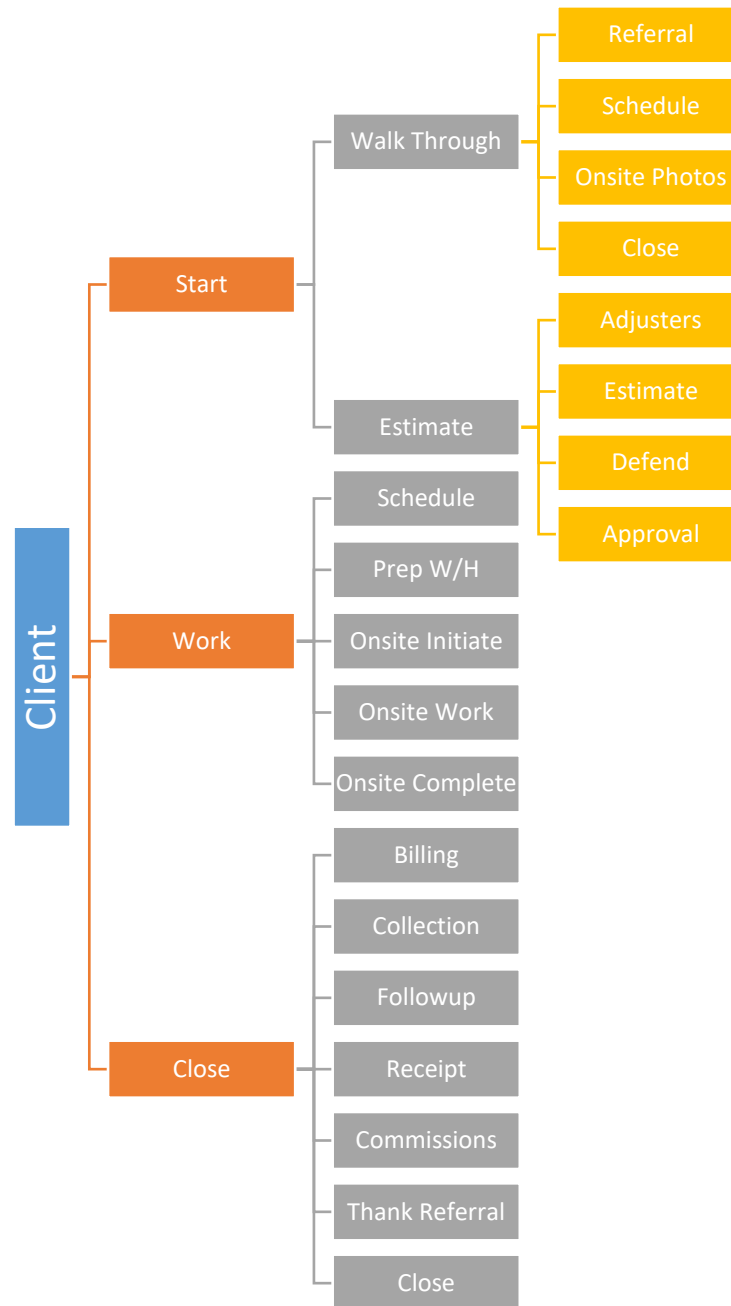 Client
Start
Walk Through
Referral
Schedule
Onsite Photos
Close
Estimate
Adjusters
Estimate
Defend
Approval
Work
Schedule
Prep W/H
Onsite Initiate
Onsite Work
Onsite Complete
Close
Billing
Collection
Followup
Receipt
Commissions
Thank Referral
Close